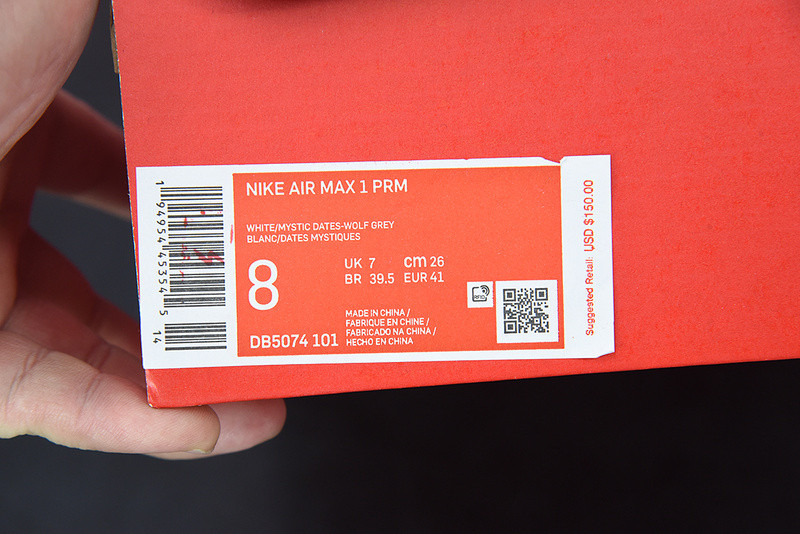 NIKE AIR MAX 1 PRM
WHITE/MYSTIC DATES-WOLF GREY
BLANC/DATES MYSTIQUES
8
UK 7 cm 26
BR 39.5 EUR 41
MADE IN CHINA /
FABRIQUE EN CHINE /
FABRICADO NA CHINA /
HECHO EN CHINA
DB5074 101
1 94954 45354 5
14
Suggested Retail: USD $150.00